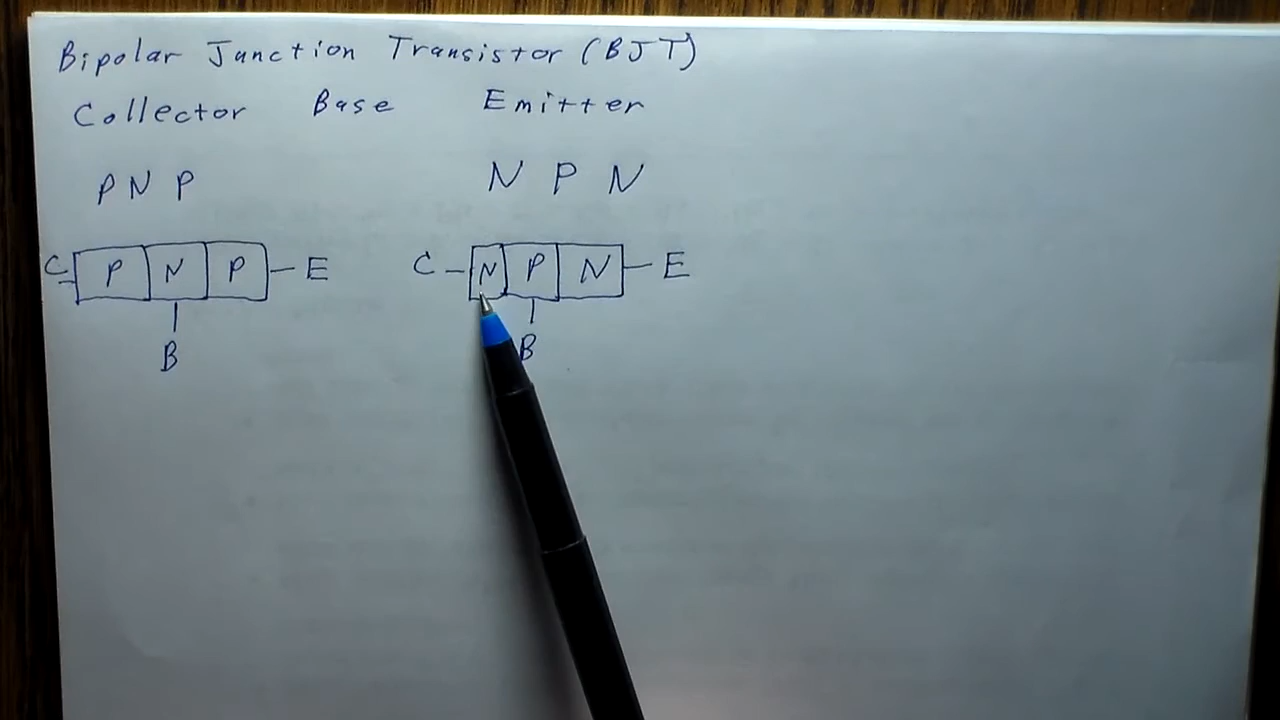 Bipolar Junction Transistor (BJT)
Collector Base Emitter
PNP NPN
C P N P E C N P N E
B B